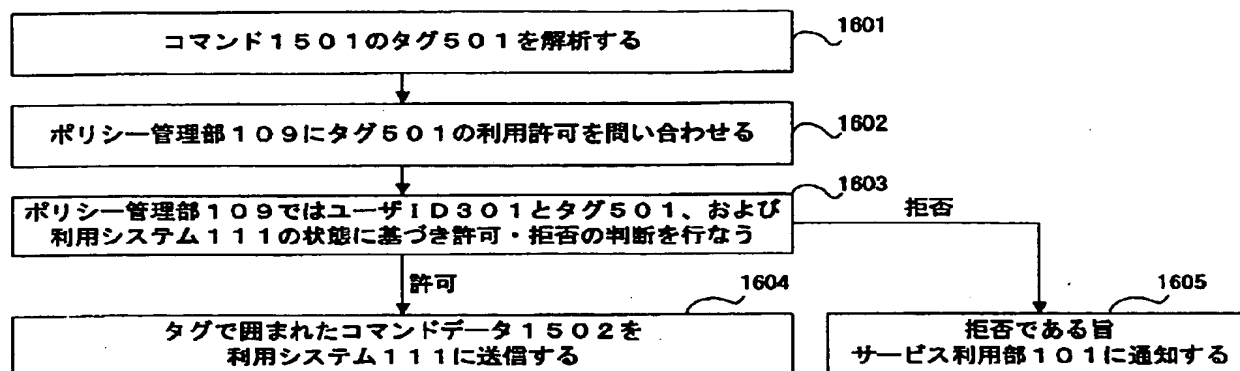 コマンド1501のタグ501を解析する
1601
ポリシー管理部109にタグ501の利用許可を問い合わせる
1602
1603
ポリシー管理部109ではユーザID301とタグ501、および
利用システム111の状態に基づき許可・拒否の判断を行なう
拒否
許可
1604
タグで囲まれたコマンドデータ1502を
利用システム111に送信する
1605
拒否である旨
サービス利用部101に通知する